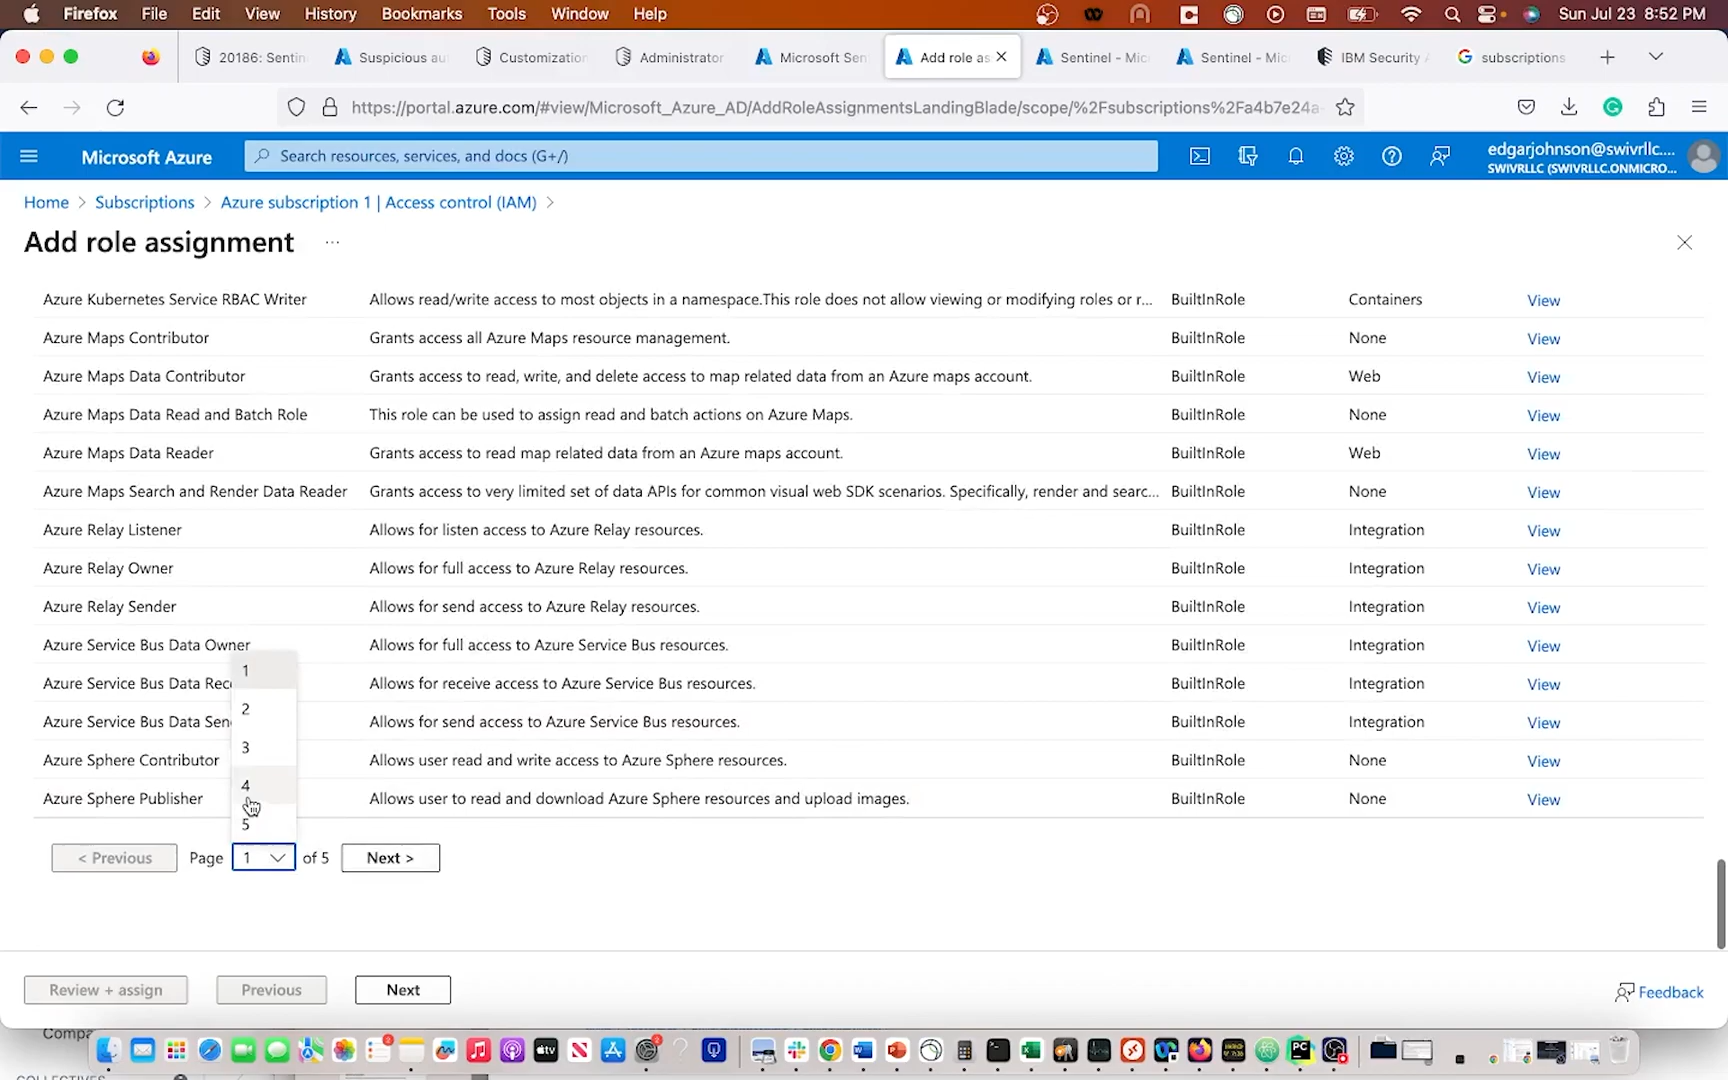 Firefox File Edit View History Bookmarks Tools Window Help Sun Jul 23 8:52 PM
20186: Sentin Suspicious au Customization Administrator Microsoft Sen Add role as Sentinel - Mic Sentinel - Mic IBM Security subscriptions
https://portal.azure.com/#view/Microsoft_Azure_AD/AddRoleAssignmentsLandingBlade/scope/%2Fsubscriptions%2Fa4b7e24a-
Microsoft Azure Search resources, services, and docs (G+/) edgarjohnson@swivrllc....
SWIVRLLC (SWIVRLLC.ONMICRO...
Home > Subscriptions > Azure subscription 1 | Access control (IAM) >
Add role assignment ...
Azure Kubernetes Service RBAC Writer Allows read/write access to most objects in a namespace.This role does not allow viewing or modifying roles or r... BuiltInRole Containers View
Azure Maps Contributor Grants access all Azure Maps resource management. BuiltInRole None View
Azure Maps Data Contributor Grants access to read, write, and delete access to map related data from an Azure maps account. BuiltInRole Web View
Azure Maps Data Read and Batch Role This role can be used to assign read and batch actions on Azure Maps. BuiltInRole None View
Azure Maps Data Reader Grants access to read map related data from an Azure maps account. BuiltInRole Web View
Azure Maps Search and Render Data Reader Grants access to very limited set of data APIs for common visual web SDK scenarios. Specifically, render and searc... BuiltInRole None View
Azure Relay Listener Allows for listen access to Azure Relay resources. BuiltInRole Integration View
Azure Relay Owner Allows for full access to Azure Relay resources. BuiltInRole Integration View
Azure Relay Sender Allows for send access to Azure Relay resources. BuiltInRole Integration View
Azure Service Bus Data Owner Allows for full access to Azure Service Bus resources. BuiltInRole Integration View
1
Azure Service Bus Data Rec Allows for receive access to Azure Service Bus resources. BuiltInRole Integration View
2
Azure Service Bus Data Sen Allows for send access to Azure Service Bus resources. BuiltInRole Integration View
3
Azure Sphere Contributor Allows user read and write access to Azure Sphere resources. BuiltInRole None View
4
Azure Sphere Publisher Allows user to read and download Azure Sphere resources and upload images. BuiltInRole None View
5
< Previous Page 1 of 5 Next >
Review + assign Previous Next Feedback
Compa